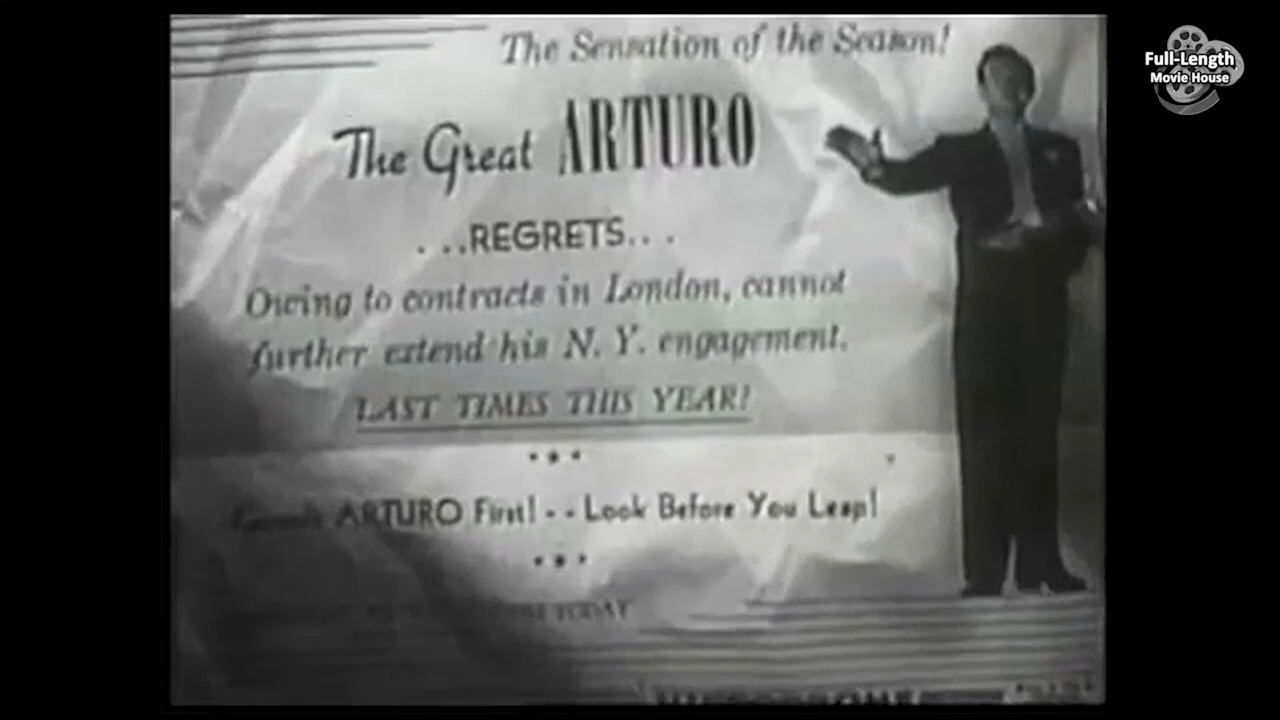 Full-Length
Movie House
The Sensation of the Season!
The Great ARTURO
. ...REGRETS.. .
Owing to contracts in London, cannot
further extend his N. Y. engagement.
LAST TIMES THIS YEAR!
ARTURO First! - - Look Before You Leap!
TODAY